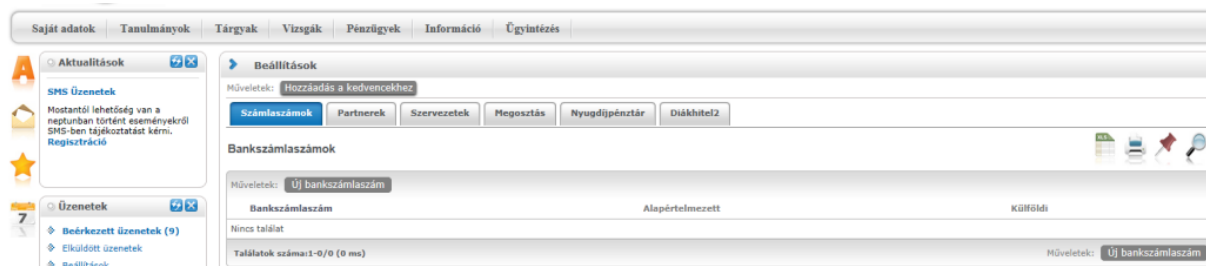 Saját adatok Tanulmányok Tárgyak Vizsgák Pénzügyek Információ Ügyintézés
Aktualitások
SMS Üzenetek
Mostantól lehetőség van a
neptunban történt eseményekről
SMS-ben tájékoztatást kérni.
Regisztráció
Üzenetek
7
Beérkezett üzenetek (9)
Elküldött üzenetek
Beállítások
Beállítások
Műveletek: Hozzáadás a kedvencekhez
Számlaszámok Partnerek Szervezetek Megosztás Nyugdíjpénztár Diákhitel2
Bankszámlaszámok
Műveletek: Új bankszámlaszám
Bankszámlaszám Alapértelmezett Külföldi
Nincs találat
Találatok száma:1-0/0 (0 ms) Műveletek: Új bankszámlaszám